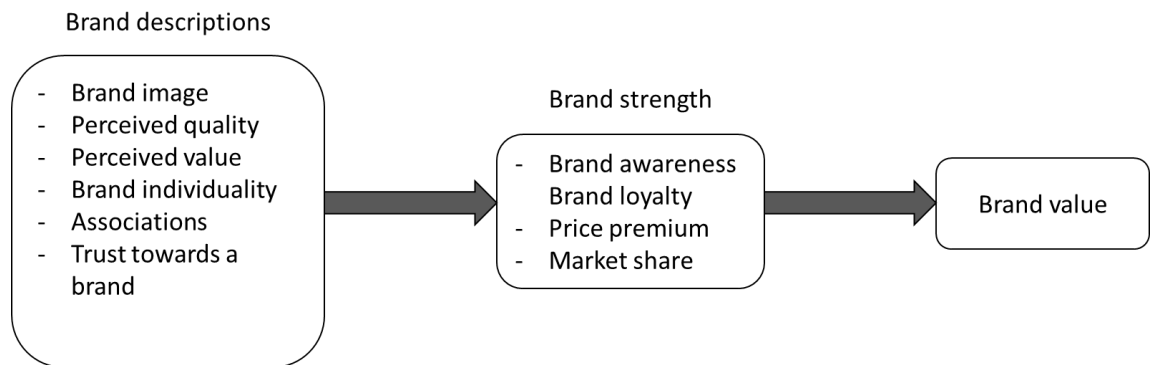 Brand descriptions
- Brand image
- Perceived quality
- Perceived value
- Brand individuality
- Associations
- Trust towards a
brand
Brand strength
- Brand awareness
Brand loyalty
- Price premium
- Market share
Brand value